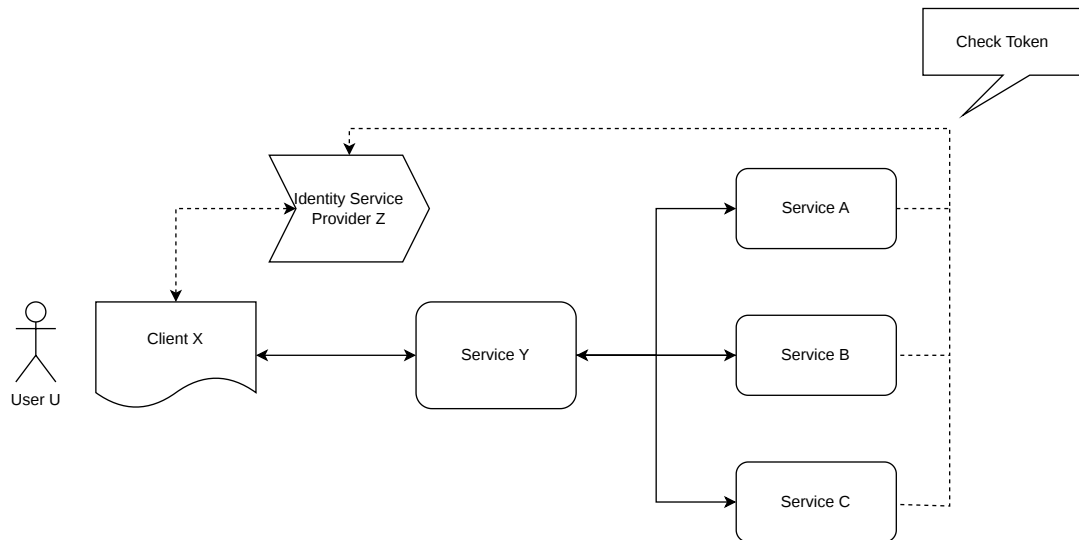 Check Token
Identity Service
Provider Z
Service A
Client X
Service Y
Service B
User U
Service C